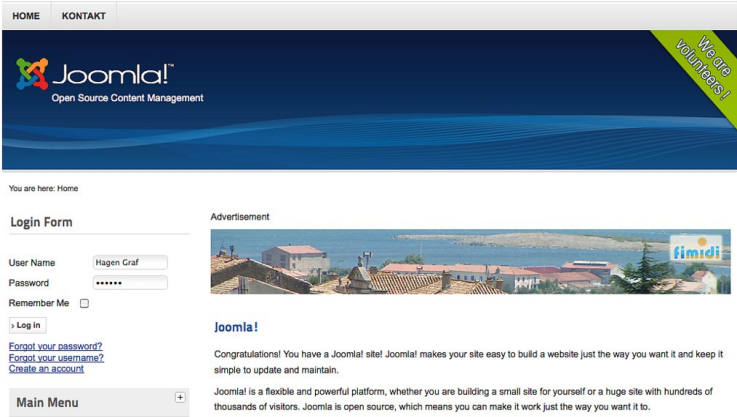 HOME KONTAKT
Joomla!™
Open Source Content Management
We are
volunteers!
You are here: Home
Login Form
User Name Hagen Graf
Password ••••••
Remember Me
› Log in
Forgot your password?
Forgot your username?
Create an account
Main Menu +
Advertisement
fimidi
Joomla!
Congratulations! You have a Joomla! site! Joomla! makes your site easy to build a website just the way you want it and keep it
simple to update and maintain.
Joomla! is a flexible and powerful platform, whether you are building a small site for yourself or a huge site with hundreds of
thousands of visitors. Joomla is open source, which means you can make it work just the way you want it to.